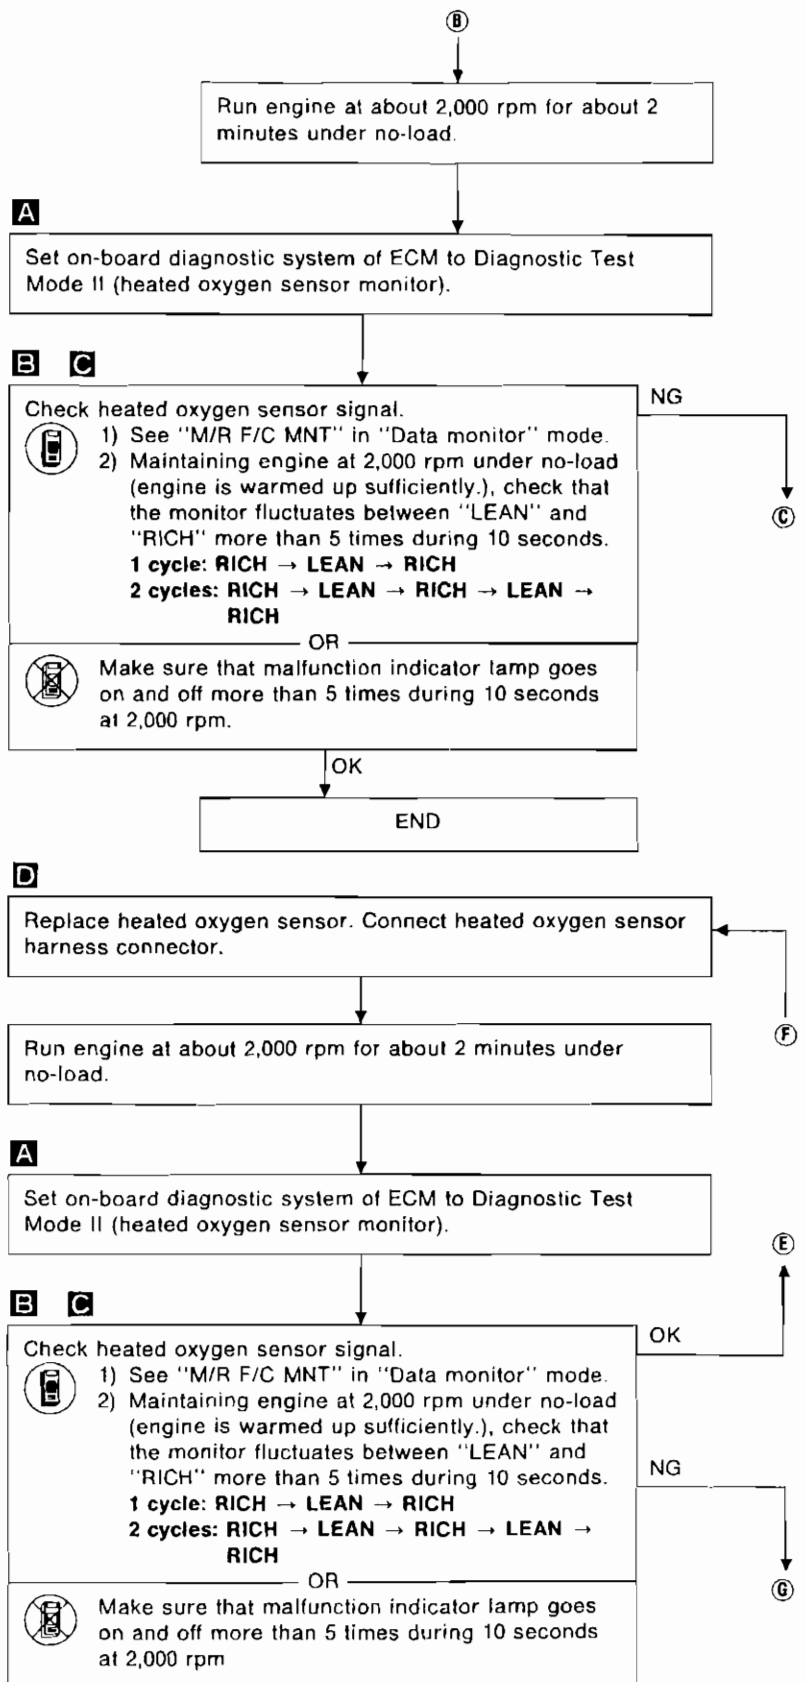 B
Run engine at about 2,000 rpm for about 2
minutes under no-load.
A
Set on-board diagnostic system of ECM to Diagnostic Test
Mode II (heated oxygen sensor monitor).
B C
NG
Check heated oxygen sensor signal.
1) See "M/R F/C MNT" in "Data monitor" mode.
2) Maintaining engine at 2,000 rpm under no-load
(engine is warmed up sufficiently.), check that
the monitor fluctuates between "LEAN" and
"RICH" more than 5 times during 10 seconds.
1 cycle: RICH → LEAN → RICH
2 cycles: RICH → LEAN → RICH → LEAN →
RICH
C
OR
Make sure that malfunction indicator lamp goes
on and off more than 5 times during 10 seconds
at 2,000 rpm.
OK
END
D
Replace heated oxygen sensor. Connect heated oxygen sensor
harness connector.
F
Run engine at about 2,000 rpm for about 2 minutes under
no-load.
A
Set on-board diagnostic system of ECM to Diagnostic Test
Mode II (heated oxygen sensor monitor).
E
B C
OK
Check heated oxygen sensor signal.
1) See "M/R F/C MNT" in "Data monitor" mode.
2) Maintaining engine at 2,000 rpm under no-load
(engine is warmed up sufficiently.), check that
the monitor fluctuates between "LEAN" and
"RICH" more than 5 times during 10 seconds.
1 cycle: RICH → LEAN → RICH
2 cycles: RICH → LEAN → RICH → LEAN →
RICH
NG
G
OR
Make sure that malfunction indicator lamp goes
on and off more than 5 times during 10 seconds
at 2,000 rpm